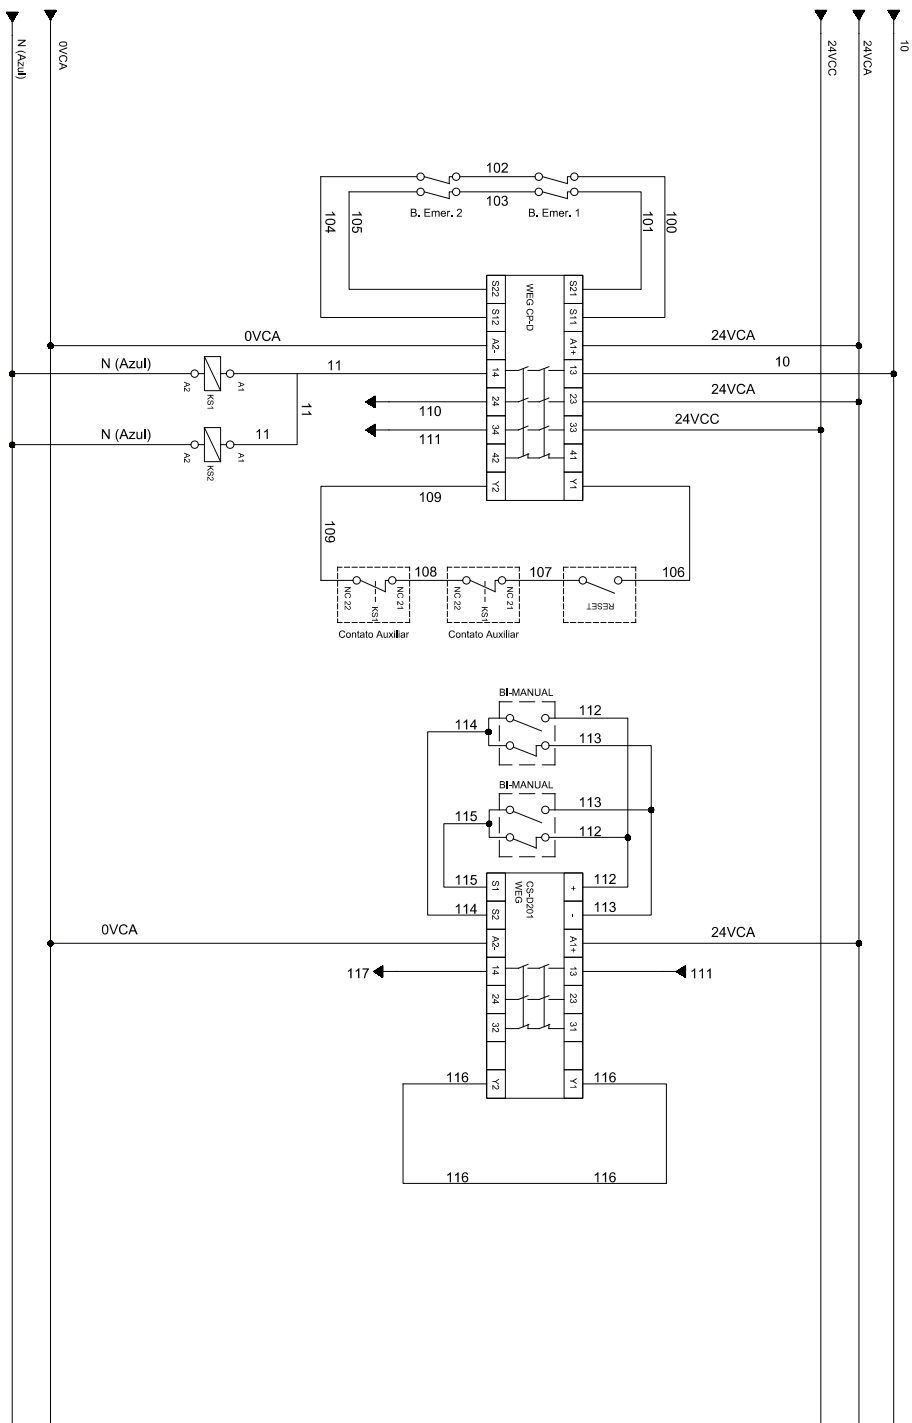 N (Azul)
0VCA
24VCC
24VCA
10
102
103
B. Emer. 2
B. Emer. 1
104
105
101
100
S22
S12
A2-
14
24
34
42
Y2
WEG CP-D
S21
S11
A1+
13
23
33
41
Y1
0VCA
24VCA
N (Azul)
A2
KS1
A1
11
10
11
110
24VCA
N (Azul)
A2
KS2
A1
11
111
24VCC
109
109
NC 22
KS1
NC 21
108
NC 22
KS1
NC 21
107
RESET
106
Contato Auxiliar
Contato Auxiliar
BI-MANUAL
114
112
113
BI-MANUAL
115
113
112
115
114
S1
S2
A2-
14
24
32
Y2
CS-D201
WEG
+
-
A1+
13
23
31
Y1
112
113
0VCA
24VCA
117
111
116
116
116
116